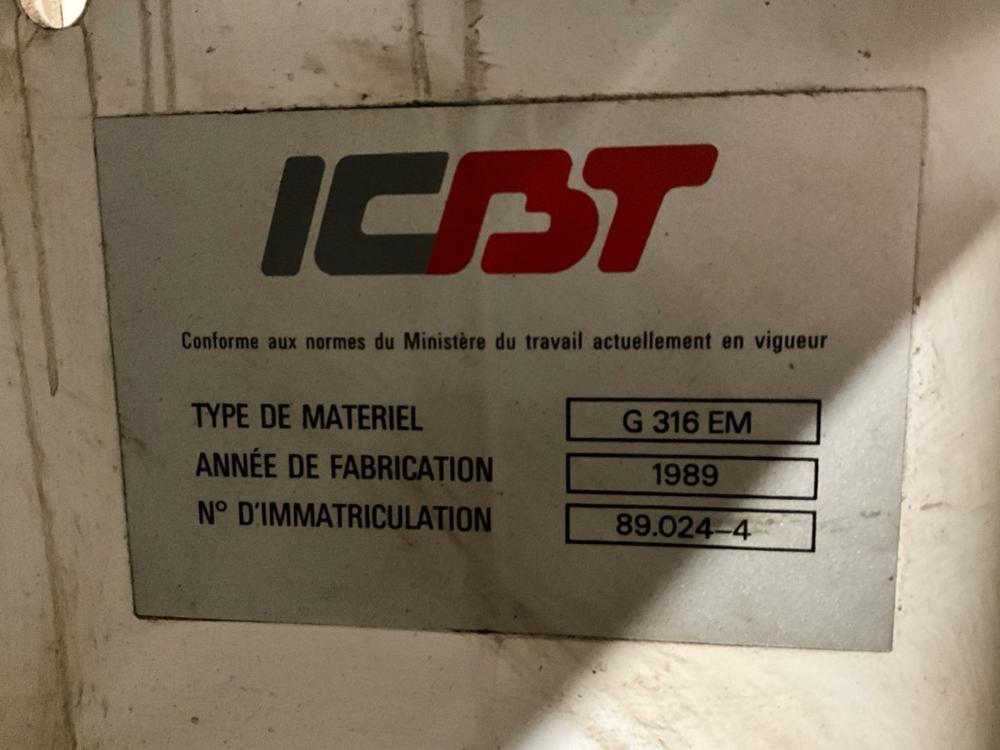 ICBT
Conforme aux normes du Ministère du travail actuellement en vigueur
TYPE DE MATERIEL G 316 EM
ANNÉE DE FABRICATION 1989
N° D'IMMATRICULATION 89.024–4